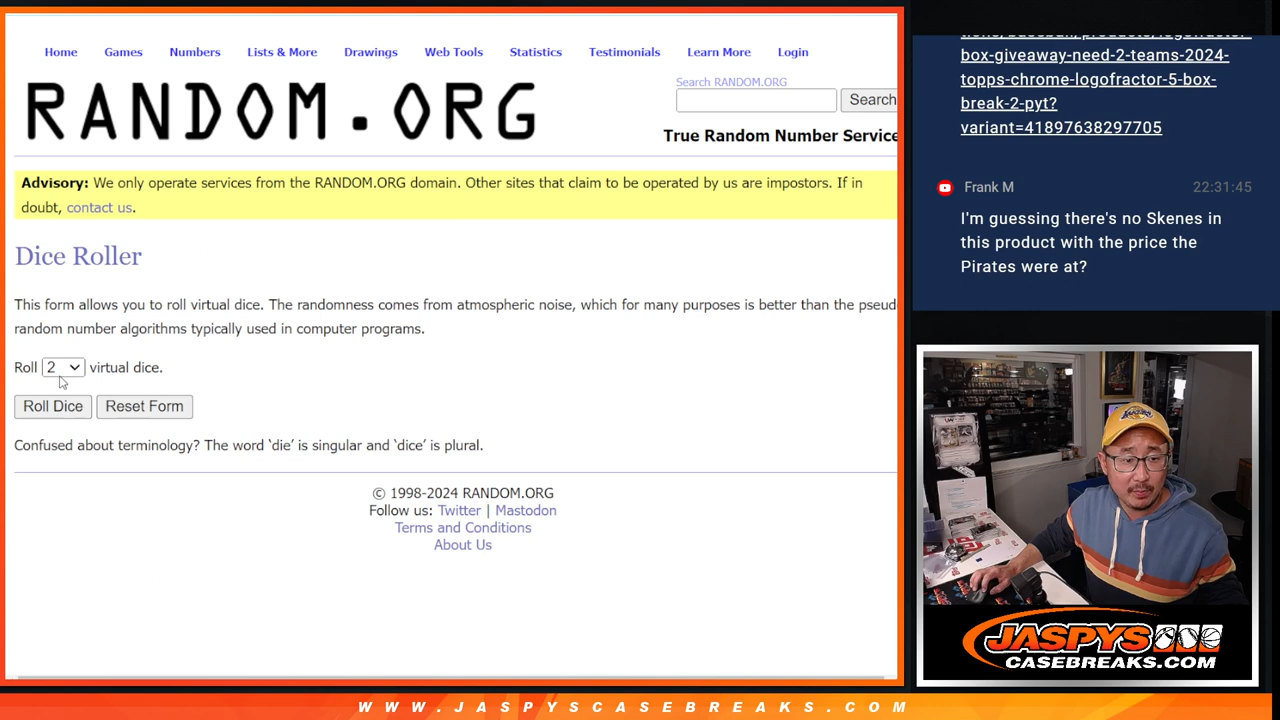 Home Games Numbers Lists & More Drawings Web Tools Statistics Testimonials Learn More Login
RANDOM.ORG
Search RANDOM.ORG
Search
True Random Number Service
Advisory: We only operate services from the RANDOM.ORG domain. Other sites that claim to be operated by us are impostors. If in
doubt, contact us.
Dice Roller
This form allows you to roll virtual dice. The randomness comes from atmospheric noise, which for many purposes is better than the pseudo
random number algorithms typically used in computer programs.
Roll 2 virtual dice.
Roll Dice Reset Form
Confused about terminology? The word ‘die’ is singular and ‘dice’ is plural.
© 1998-2024 RANDOM.ORG
Follow us: Twitter | Mastodon
Terms and Conditions
About Us
box-giveaway-need-2-teams-2024-
topps-chrome-logofractor-5-box-
break-2-pyt?
variant=41897638297705
Frank M 22:31:45
I'm guessing there's no Skenes in
this product with the price the
Pirates were at?
JASPYS
CASEBREAKS.COM
WWW.JASPYSCASEBREAKS.COM